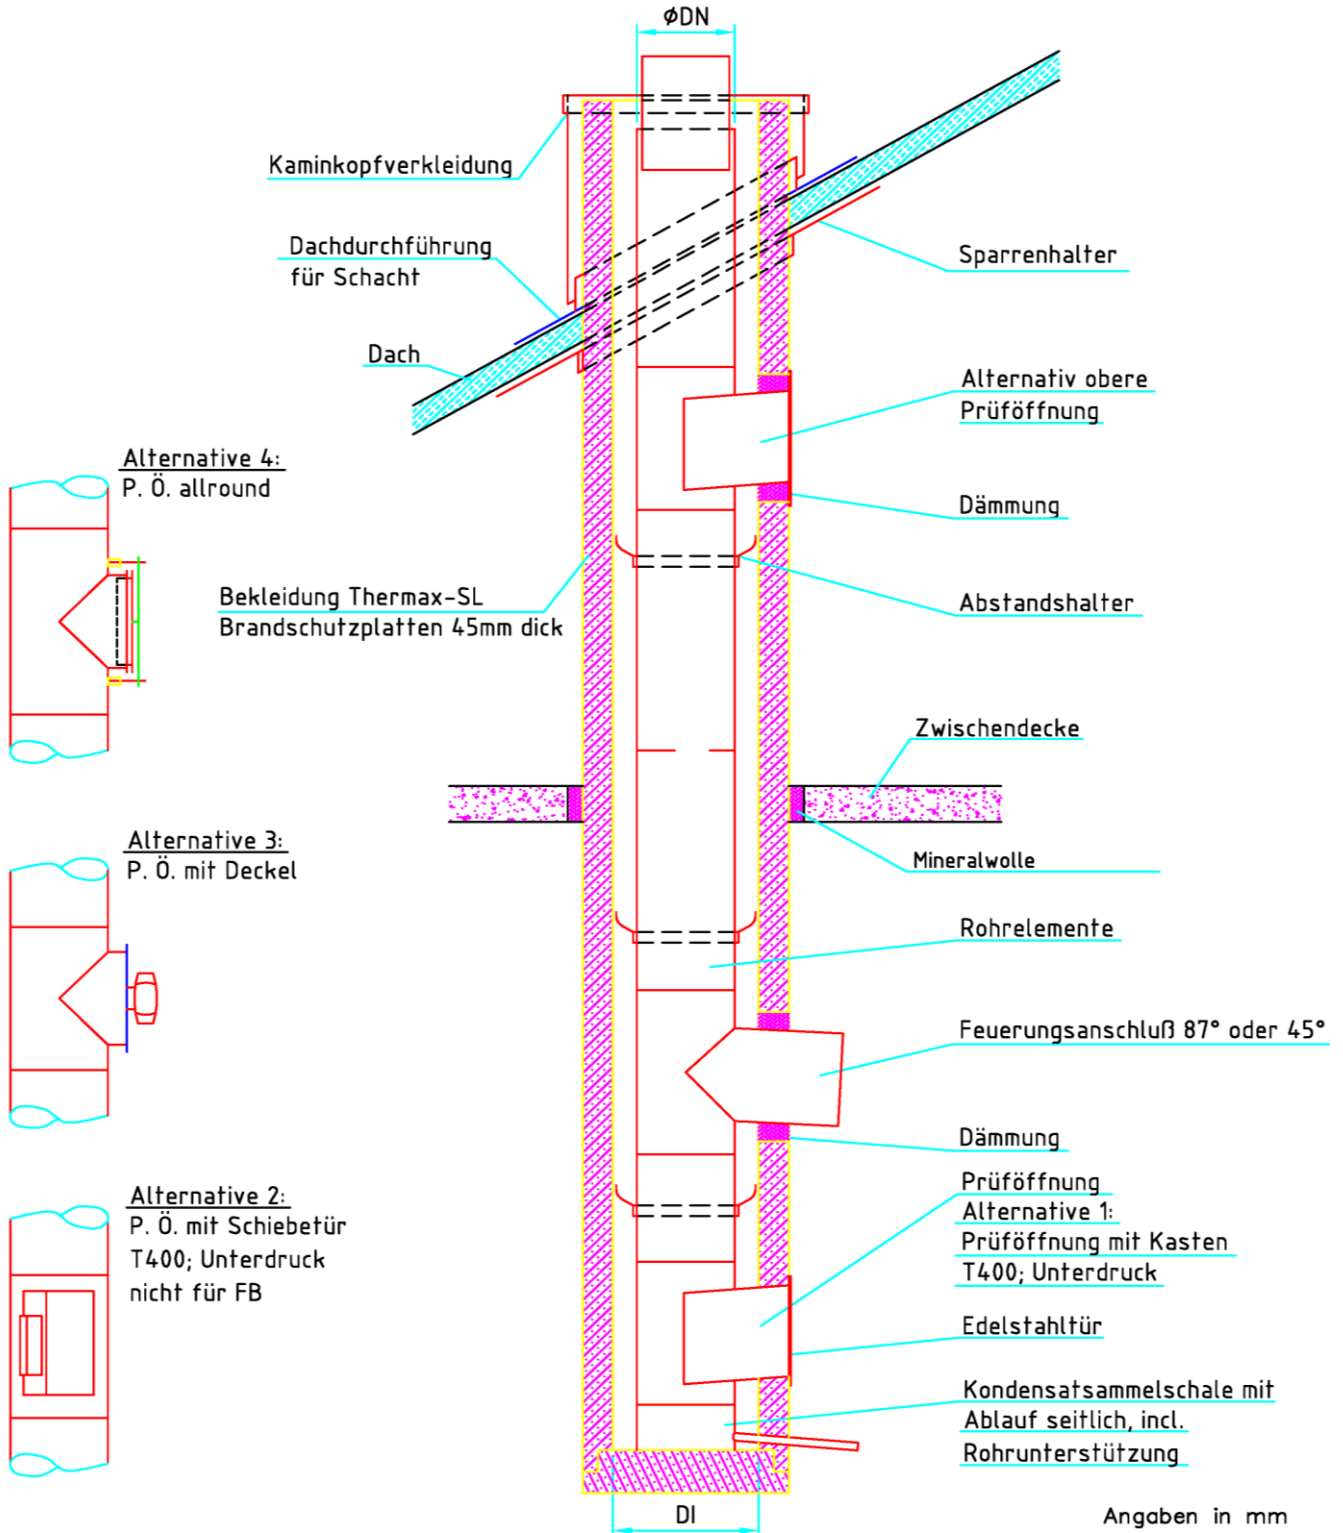 ØDN
Kaminkopfverkleidung
Dachdurchführung
für Schacht
Sparrenhalter
Dach
Alternativ obere
Prüföffnung
Alternative 4:
P. Ö. allround
Dämmung
Bekleidung Thermax-SL
Brandschutzplatten 45mm dick
Abstandshalter
Zwischendecke
Alternative 3:
P. Ö. mit Deckel
Mineralwolle
Rohrelemente
Feuerungsanschluß 87° oder 45°
Dämmung
Alternative 2:
P. Ö. mit Schiebetür
T400; Unterdruck
nicht für FB
Prüföffnung
Alternative 1:
Prüföffnung mit Kasten
T400; Unterdruck
Edelstahltür
Kondensatsammelschale mit
Ablauf seitlich, incl.
Rohrunterstützung
DI
Angaben in mm